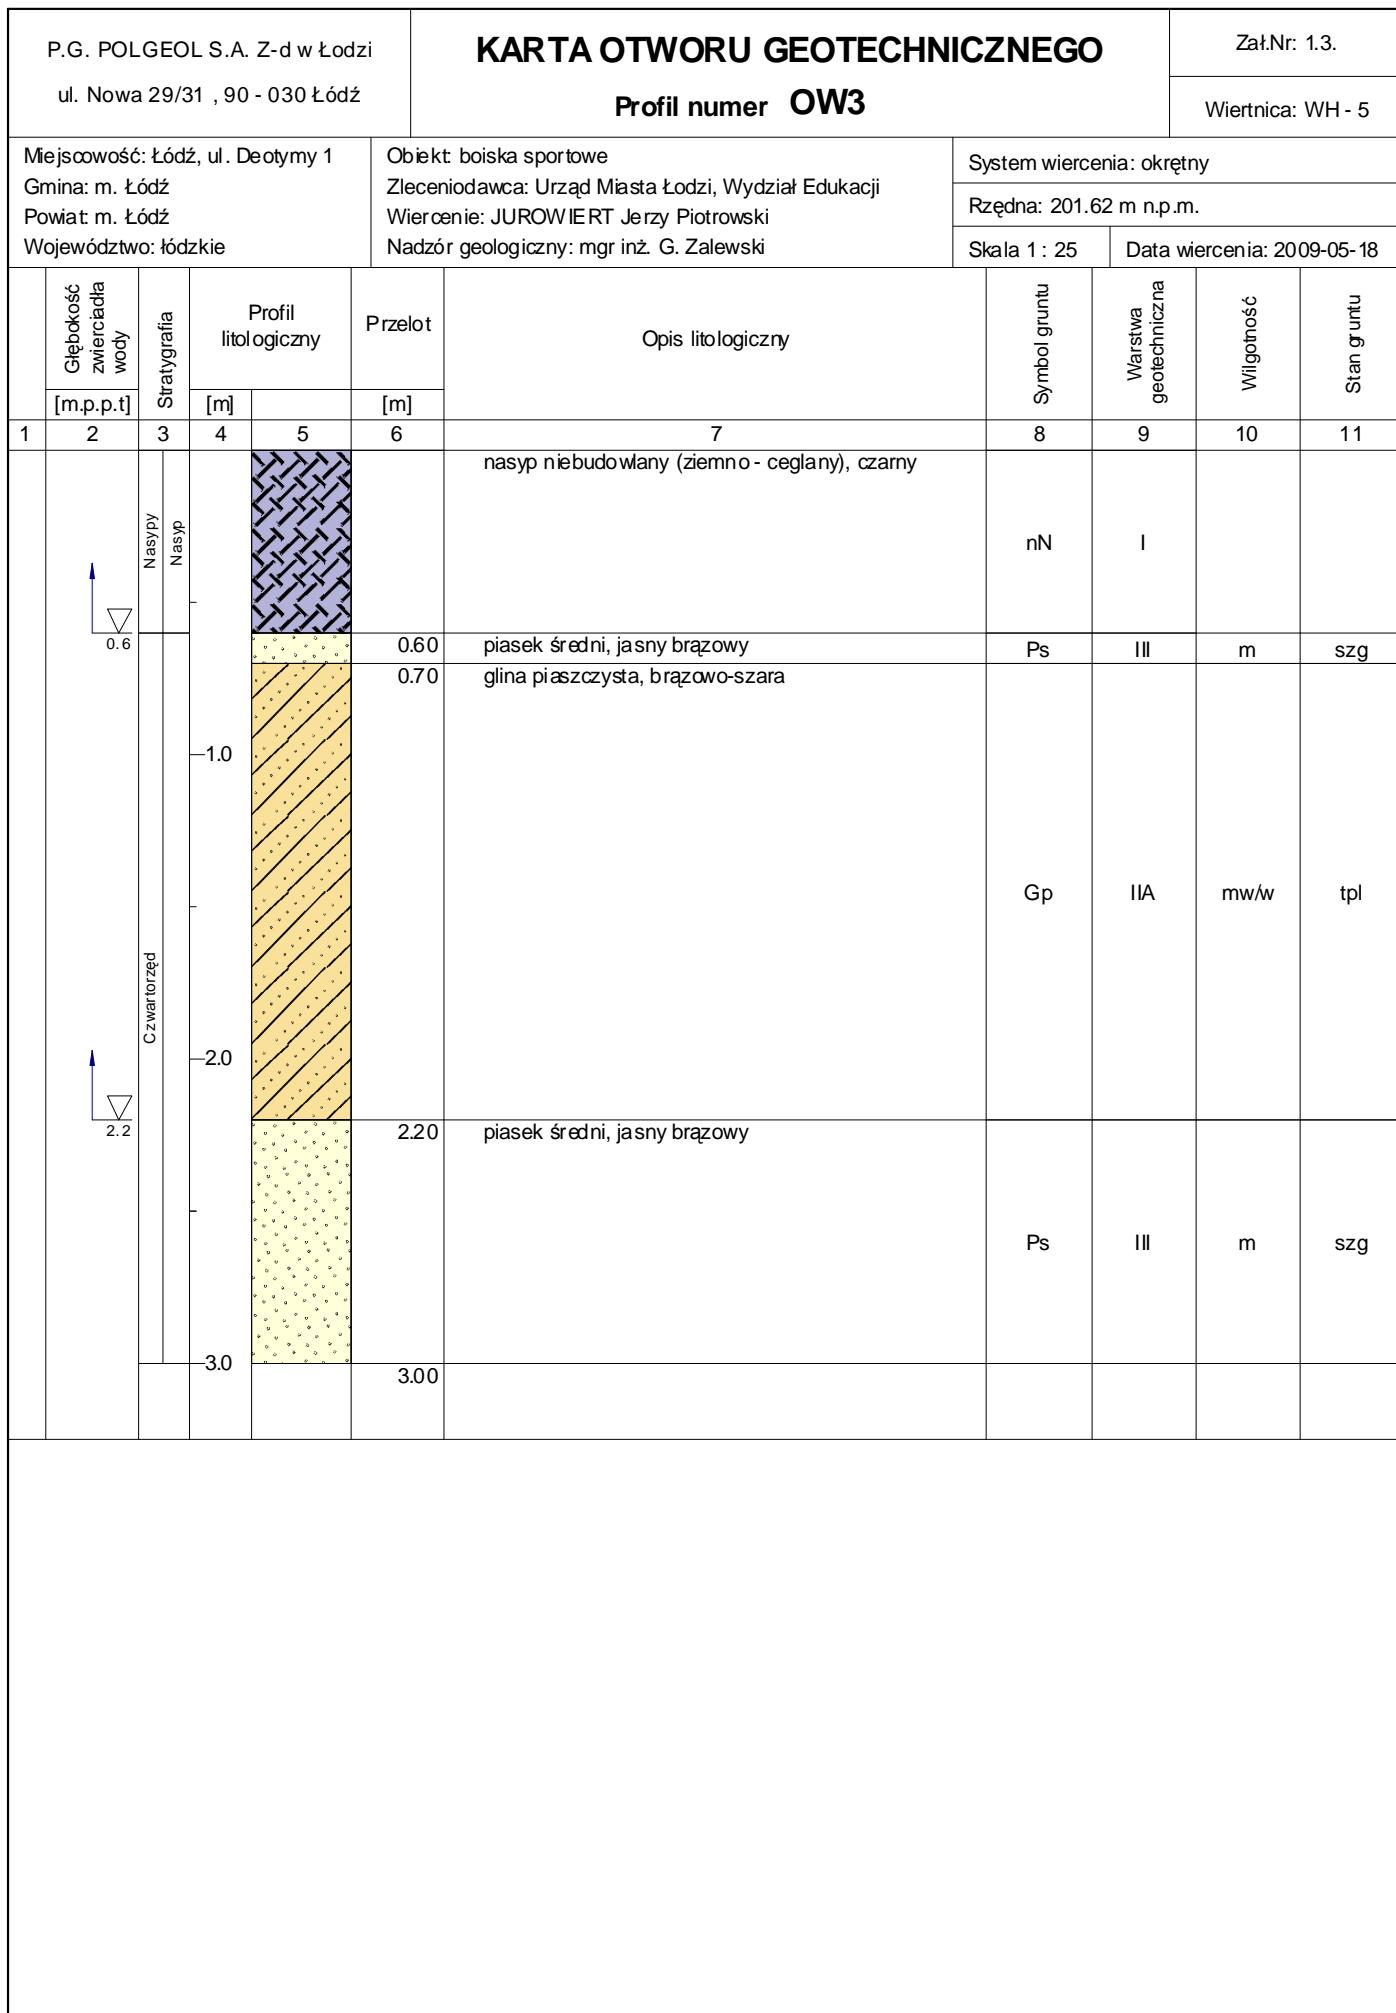 P.G. POLGEOL S.A. Z-d w Łodzi
ul. Nowa 29/31 , 90 - 030 Łódź
KARTA OTWORU GEOTECHNICZNEGO
Profil numer OW3
Zał.Nr: 1.3.
Wiertnica: WH - 5
Miejscowość: Łódź, ul. Deotymy 1
Gmina: m. Łódź
Powiat: m. Łódź
Województwo: łódzkie
Obiekt: boiska sportowe
Zleceniodawca: Urząd Miasta Łodzi, Wydział Edukacji
Wiercenie: JUROWIERT Jerzy Piotrowski
Nadzór geologiczny: mgr inż. G. Zalewski
System wiercenia: okrętny
Rzędna: 201.62 m n.p.m.
Skala 1 : 25
Data wiercenia: 2009-05-18
Głębokość
zwierciadła
wody
[m.p.p.t]
Stratygrafia
Profil
litologiczny
[m]
Przelot
[m]
Opis litologiczny
Symbol gruntu
Warstwa
geotechniczna
Wilgotność
Stan gruntu
1 2 3 4 5 6 7 8 9 10 11
nasyp niebudowlany (ziemno - ceglany), czarny
Nasypy
Nasyp
nN I
0.6
0.60 piasek średni, jasny brązowy Ps III m szg
0.70 glina piaszczysta, brązowo-szara
1.0
Gp IIA mw/w tpl
Czwartorzęd
2.0
2.2
2.20 piasek średni, jasny brązowy
Ps III m szg
3.0
3.00